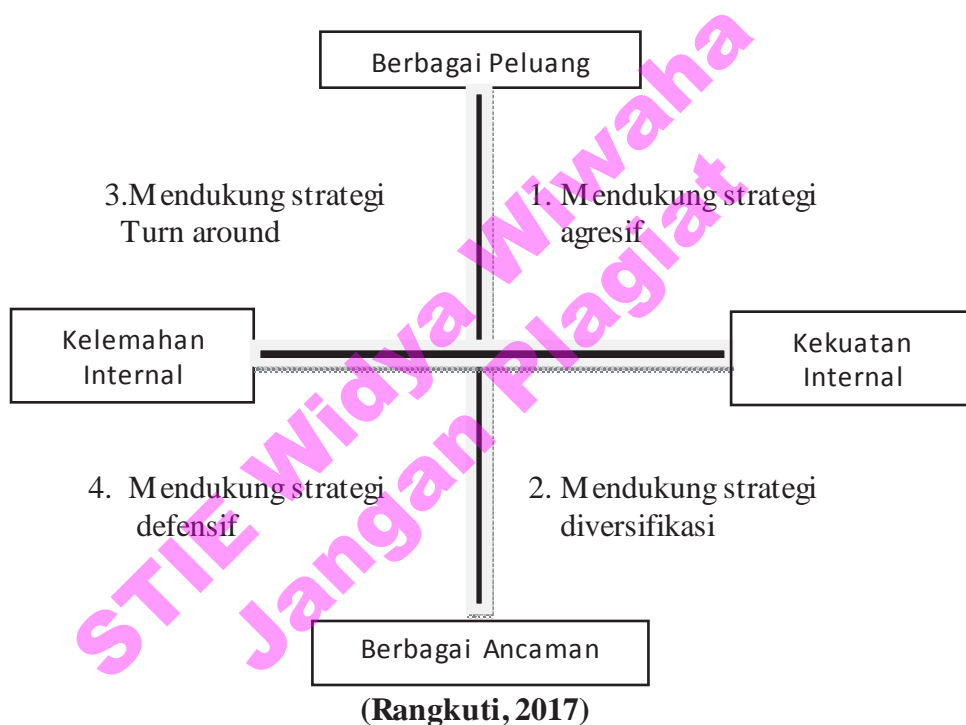 Berbagai Peluang
3.Mendukung strategi
Turn around
1. Mendukung strategi
agresif
Kelemahan
Internal
Kekuatan
Internal
4. Mendukung strategi
defensif
2. Mendukung strategi
diversifikasi
Berbagai Ancaman
(Rangkuti, 2017)
STIE Widya Wiwaha
Jangan Plagiat